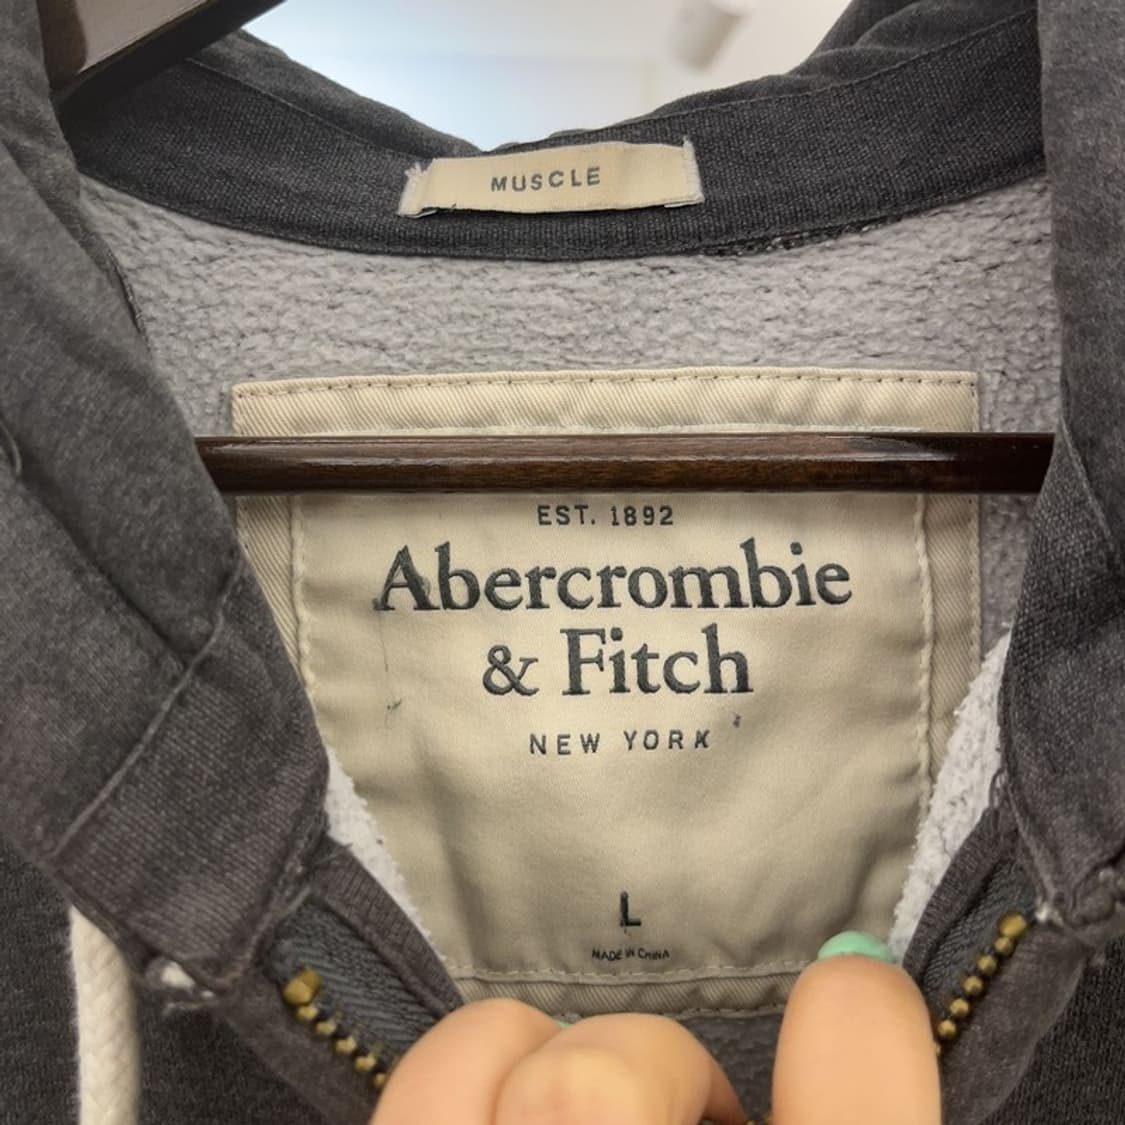 MUSCLE
EST. 1892
Abercrombie
& Fitch
NEW YORK
L
MADE IN CHINA